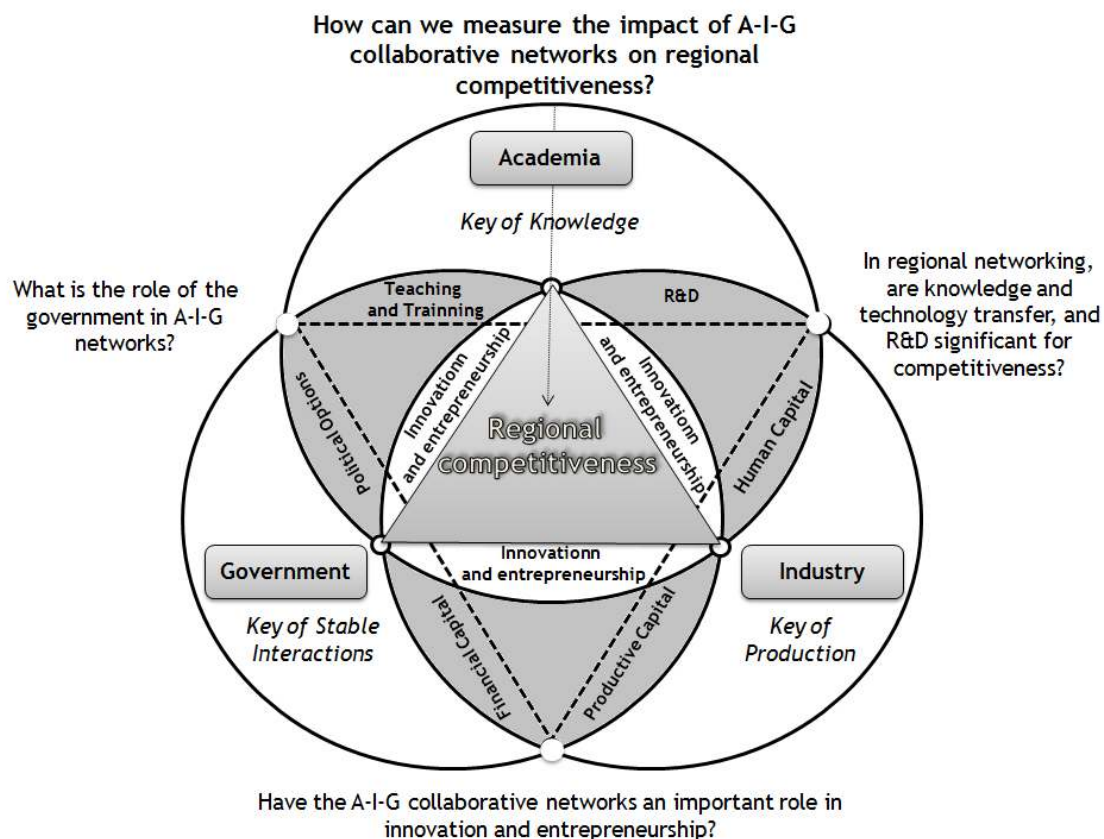 How can we measure the impact of A-I-G
collaborative networks on regional
competitiveness?
Academia
Key of Knowledge
What is the role of the
government in A-I-G
networks?
In regional networking,
are knowledge and
technology transfer, and
R&D significant for
competitiveness?
Teaching
and Trainning
R&D
Political Options
Innovationn
and entrepreneurship
Innovationn
and entrepreneurship
Human Capital
Regional
competitiveness
Government
Key of Stable
Interactions
Innovationn
and entrepreneurship
Industry
Key of
Production
Financial Capital
Productive Capital
Have the A-I-G collaborative networks an important role in
innovation and entrepreneurship?